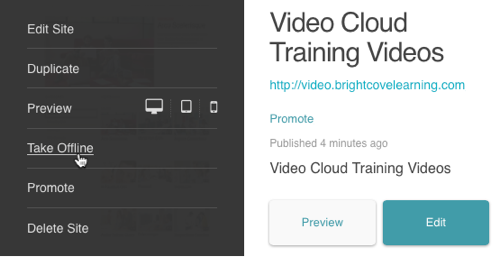 Edit Site
Duplicate
Preview
Take Offline
Promote
Delete Site
Video Cloud
Training Videos
http://video.brightcovelearning.com
Promote
Published 4 minutes ago
Video Cloud Training Videos
Preview
Edit